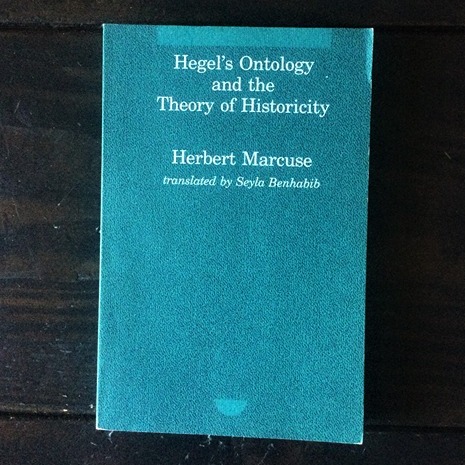 Hegel's Ontology
and the
Theory of Historicity
Herbert Marcuse
translated by Seyla Benhabib